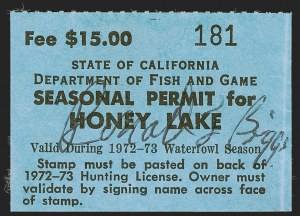 Fee $15.00 181
STATE OF CALIFORNIA
DEPARTMENT OF FISH AND GAME
SEASONAL PERMIT for
HONEY LAKE
Valid During 1972-73 Waterfowl Season
Stamp must be pasted on back of
1972-73 Hunting License. Owner must
validate by signing name across face
of stamp.